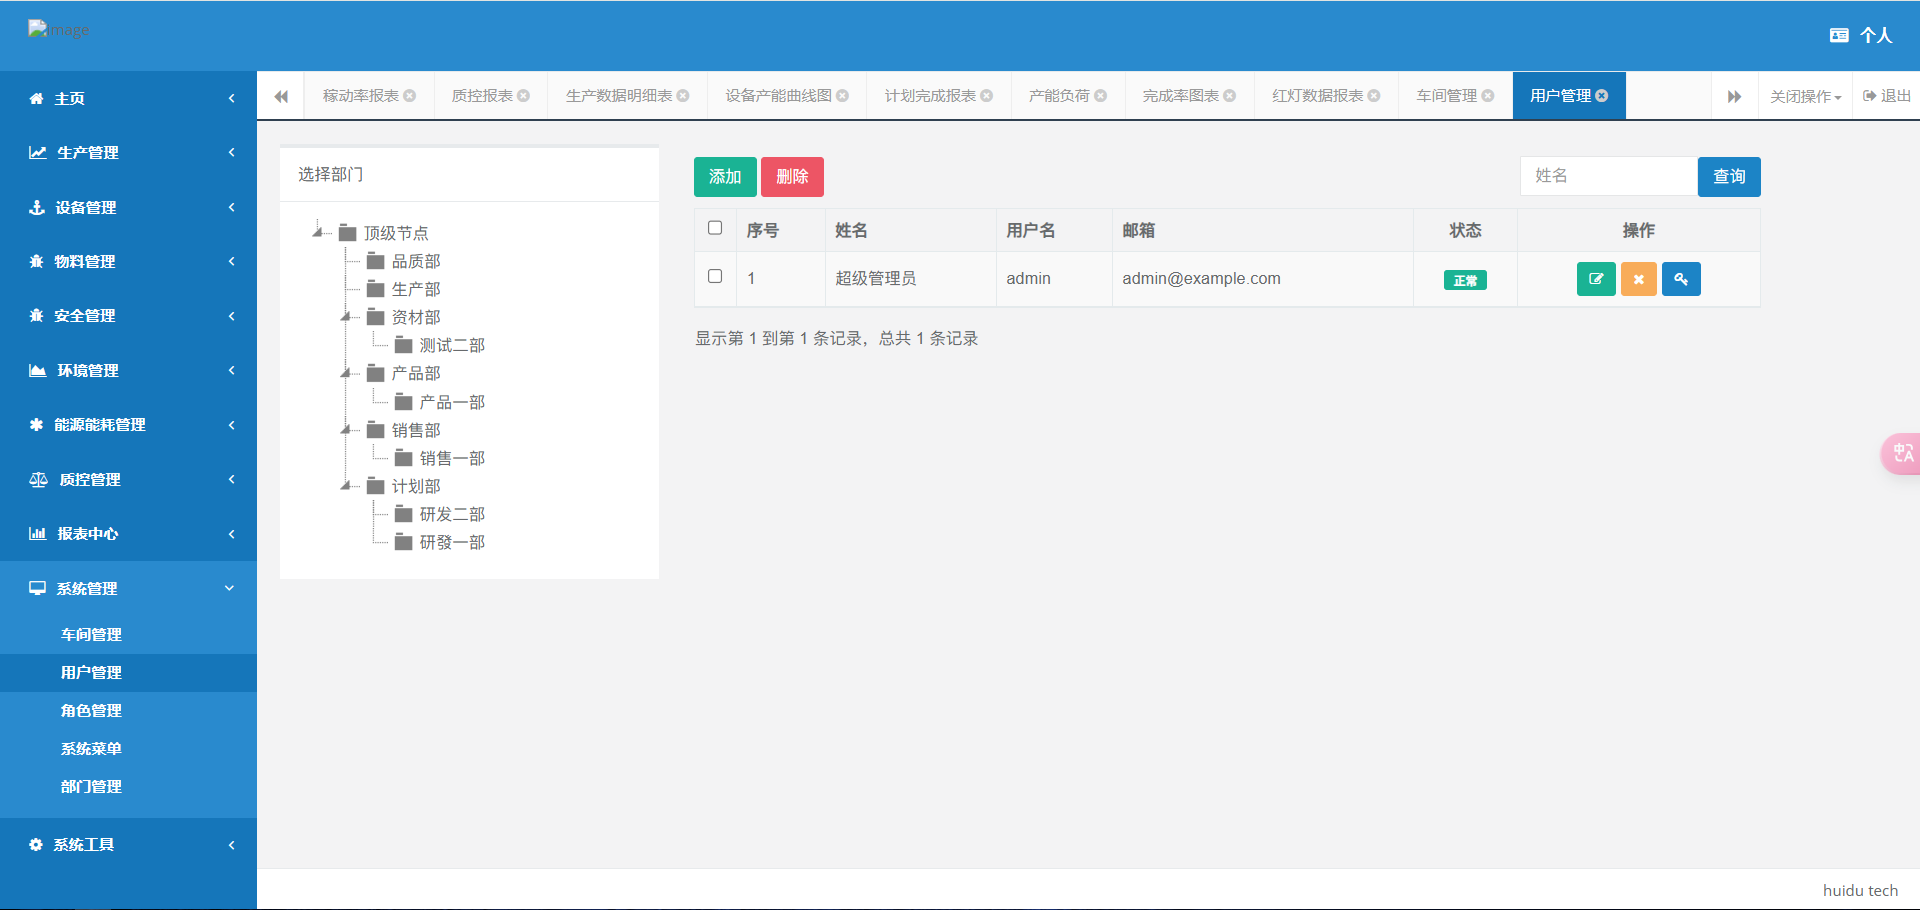 Image
个人
主页
生产管理
设备管理
物料管理
安全管理
环境管理
能源能耗管理
质控管理
报表中心
系统管理
车间管理
用户管理
角色管理
系统菜单
部门管理
系统工具
稼动率报表 质控报表 生产数据明细表 设备产能曲线图 计划完成报表 产能负荷 完成率图表 红灯数据报表 车间管理 用户管理 关闭操作 退出
选择部门
顶级节点
品质部
生产部
资材部
测试二部
产品部
产品一部
销售部
销售一部
计划部
研发二部
研發一部
添加 删除 姓名 查询
序号 姓名 用户名 邮箱 状态 操作
1 超级管理员 admin admin@example.com 正常
显示第 1 到第 1 条记录，总共 1 条记录
中A
huidu tech